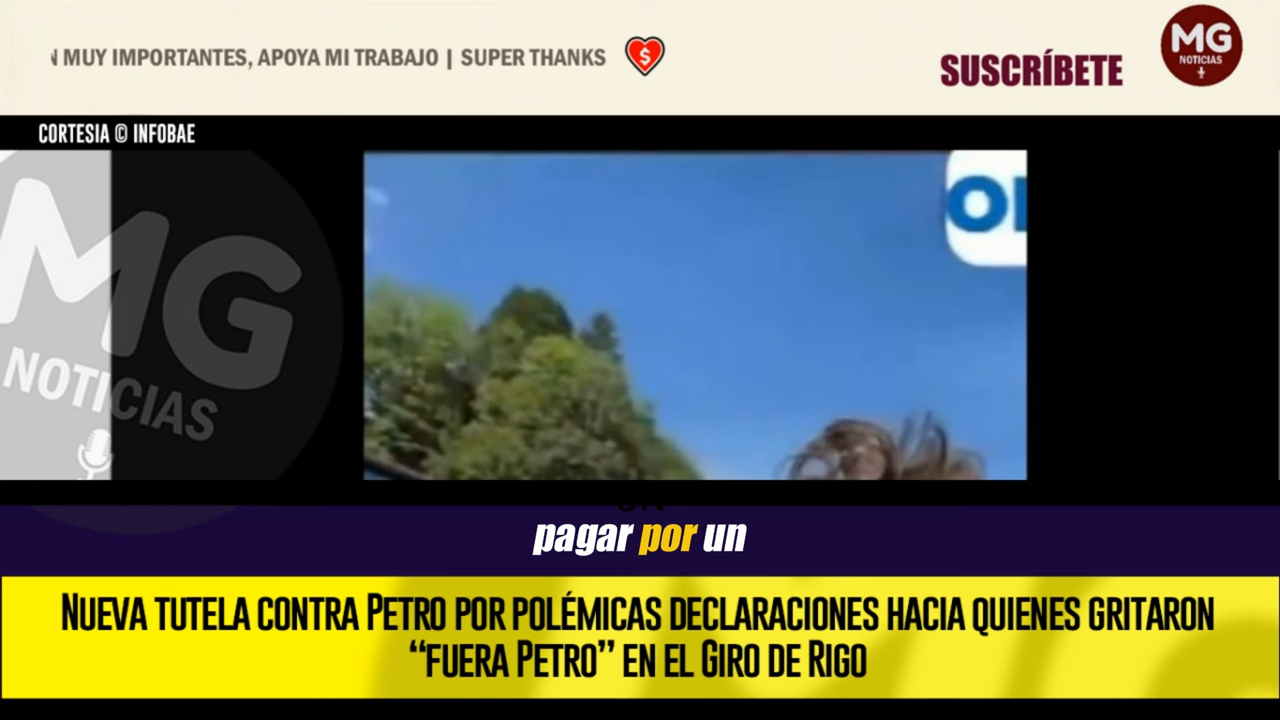 MUY IMPORTANTES, APOYA MI TRABAJO | SUPER THANKS
$
SUSCRÍBETE
MG
NOTICIAS
CORTESIA © INFOBAE
MG
NOTICIAS
pagar por un
NUEVA TUTELA CONTRA PETRO POR POLÉMICAS DECLARACIONES HACIA QUIENES GRITARON
“FUERA PETRO” EN EL GIRO DE RIGO